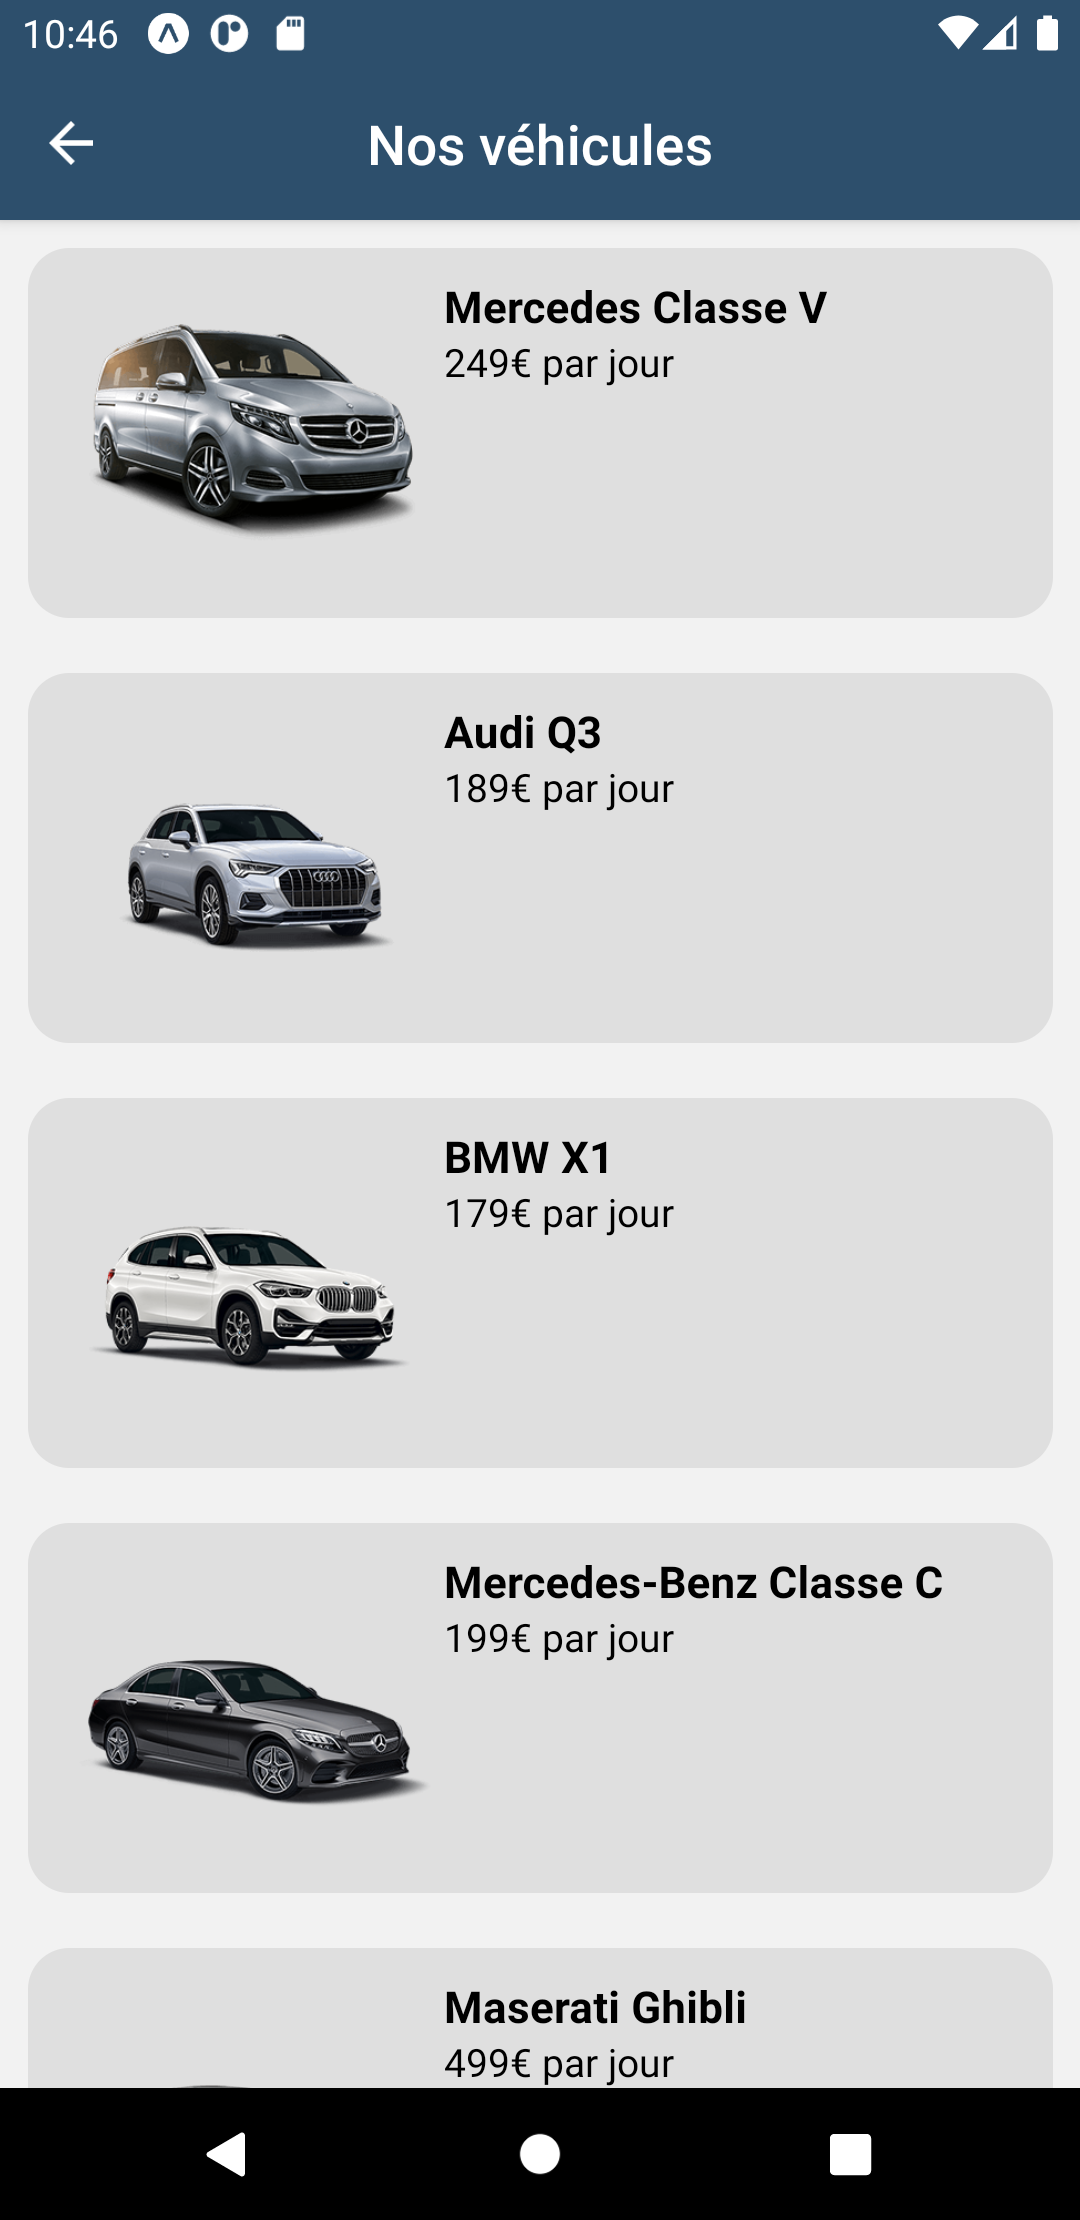 10:46
Nos véhicules
Mercedes Classe V
249€ par jour
Audi Q3
189€ par jour
BMW X1
179€ par jour
Mercedes-Benz Classe C
199€ par jour
Maserati Ghibli
499€ par jour